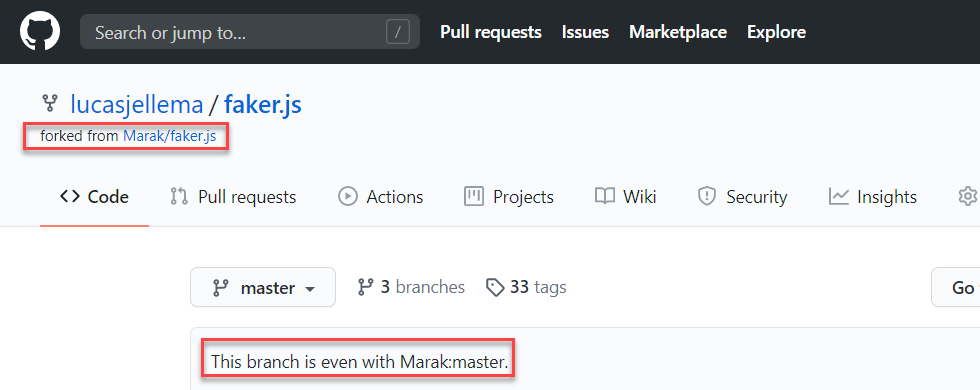 Search or jump to... / Pull requests Issues Marketplace Explore
lucasjellema / faker.js
forked from Marak/faker.js
<> Code Pull requests Actions Projects Wiki Security Insights
master 3 branches 33 tags Go
This branch is even with Marak:master.